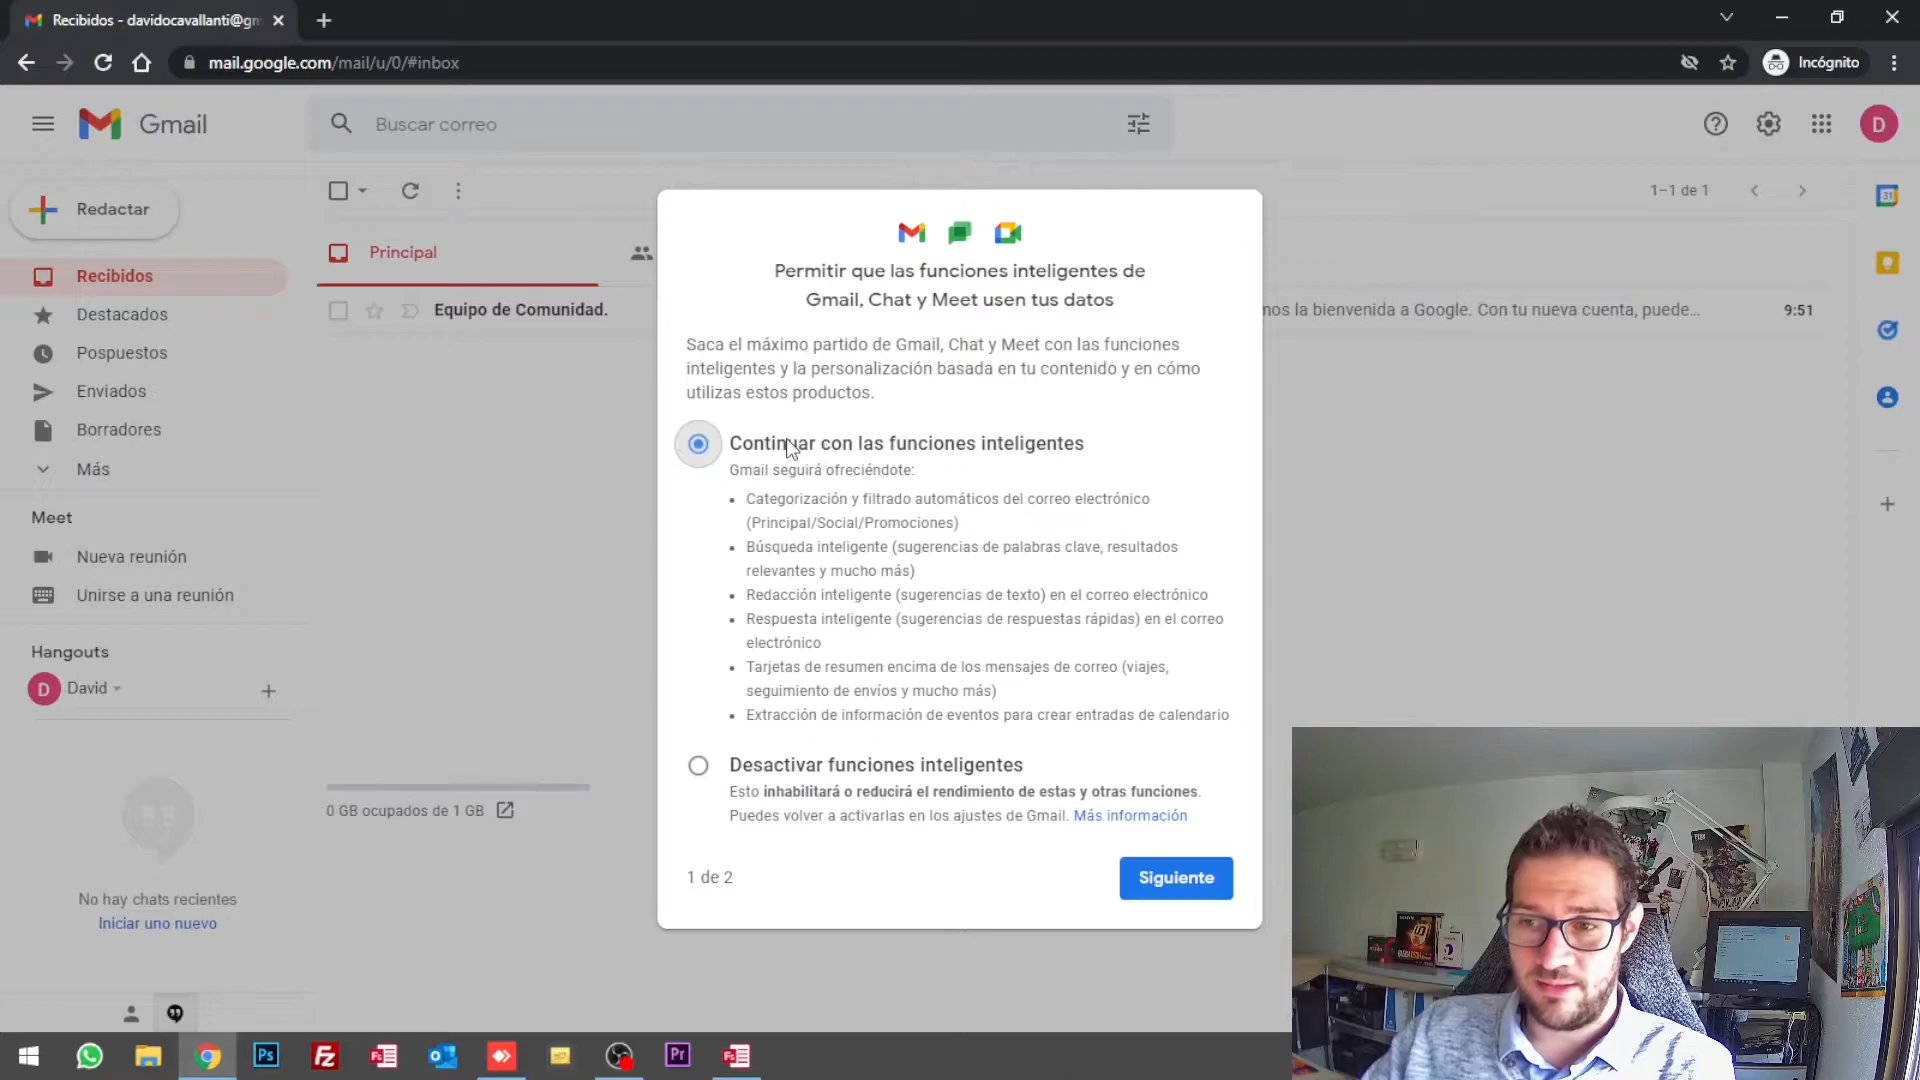 Recibidos - davidocavallanti@gm
mail.google.com/mail/u/0/#inbox
Incógnito
Gmail
Buscar correo
D
Redactar
1–1 de 1
31
Principal
Recibidos
Destacados
Pospuestos
Enviados
Borradores
Más
Equipo de Comunidad.
mos la bienvenida a Google. Con tu nueva cuenta, puede...
9:51
Meet
Nueva reunión
Unirse a una reunión
Hangouts
D
David
No hay chats recientes
Iniciar uno nuevo
0 GB ocupados de 1 GB
Permitir que las funciones inteligentes de
Gmail, Chat y Meet usen tus datos
Saca el máximo partido de Gmail, Chat y Meet con las funciones
inteligentes y la personalización basada en tu contenido y en cómo
utilizas estos productos.
Continuar con las funciones inteligentes
Gmail seguirá ofreciéndote:
• Categorización y filtrado automáticos del correo electrónico
(Principal/Social/Promociones)
• Búsqueda inteligente (sugerencias de palabras clave, resultados
relevantes y mucho más)
• Redacción inteligente (sugerencias de texto) en el correo electrónico
• Respuesta inteligente (sugerencias de respuestas rápidas) en el correo
electrónico
• Tarjetas de resumen encima de los mensajes de correo (viajes,
seguimiento de envíos y mucho más)
• Extracción de información de eventos para crear entradas de calendario
Desactivar funciones inteligentes
Esto inhabilitará o reducirá el rendimiento de estas y otras funciones.
Puedes volver a activarlas en los ajustes de Gmail. Más información
1 de 2
Siguiente
Ps
Fz
Pr